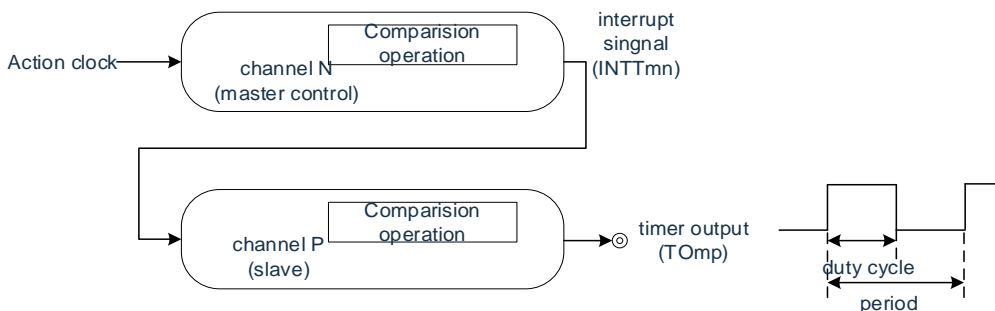 Action clock
Comparision
operation
channel N
(master control)
interrupt
singnal
(INTTmn)
Comparision
operation
channel P
(slave)
timer output
(TOmp)
duty cycle
period